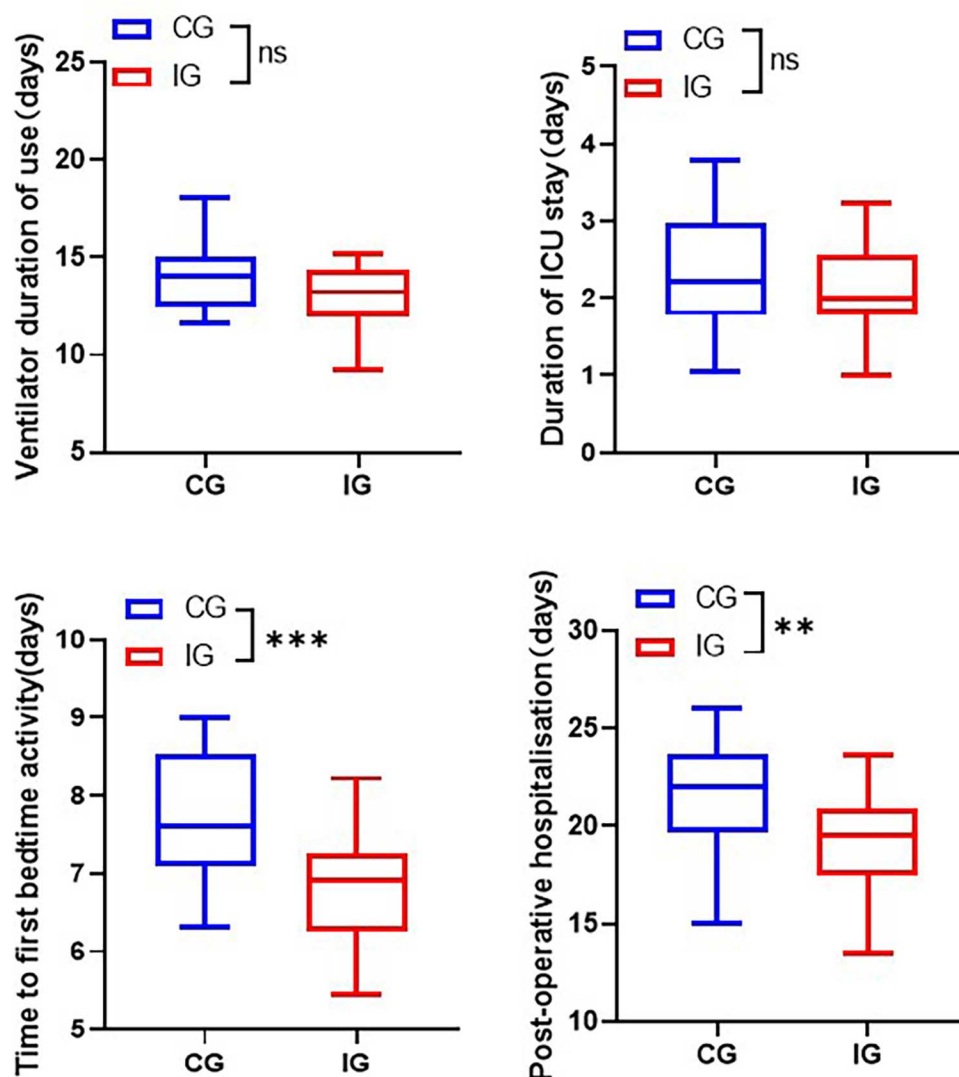 Ventilator duration of use(days)
CG
IG
ns
25
20
15
10
5
CG IG
Duration of ICU stay(days)
CG
IG
ns
5
4
3
2
1
0
CG IG
Time to first bedtime activity(days)
CG
IG
***
10
9
8
7
6
5
CG IG
Post-operative hospitalisation(days)
CG
IG
**
30
25
20
15
10
CG IG